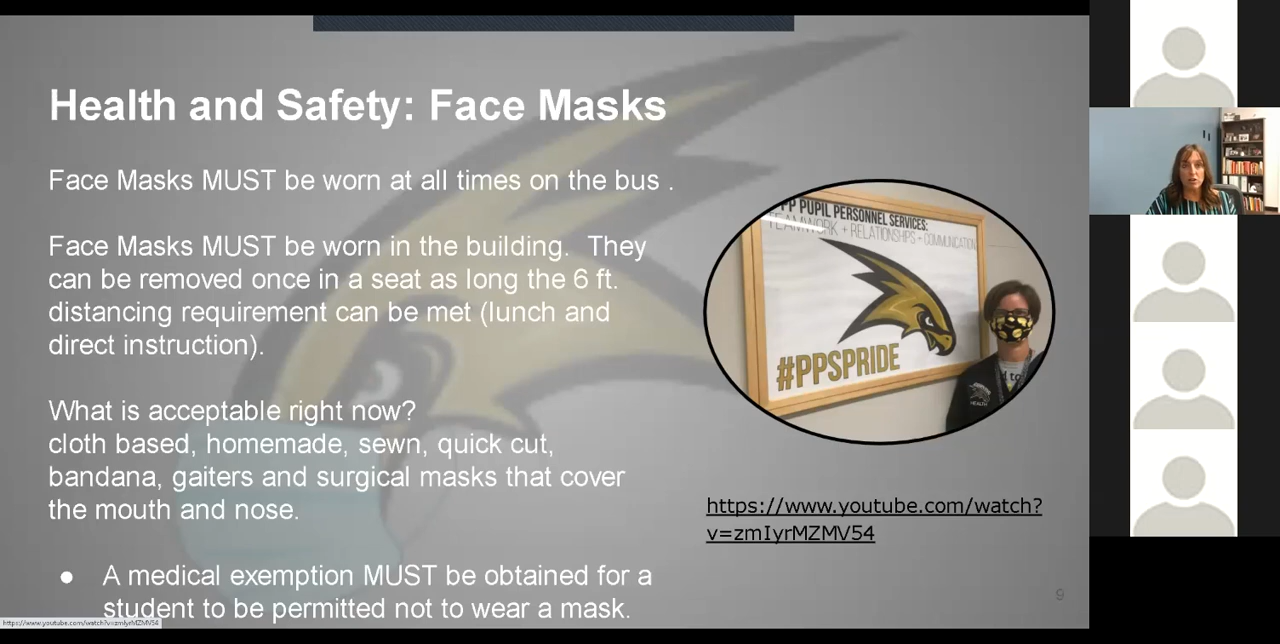 Health and Safety: Face Masks
Face Masks MUST be worn at all times on the bus .
Face Masks MUST be worn in the building. They
can be removed once in a seat as long the 6 ft.
distancing requirement can be met (lunch and
direct instruction).
What is acceptable right now?
cloth based, homemade, sewn, quick cut,
bandana, gaiters and surgical masks that cover
the mouth and nose.
● A medical exemption MUST be obtained for a
student to be permitted not to wear a mask.
PUPIL PERSONNEL SERVICES:
TEAMWORK + RELATIONSHIPS + COMMUNICATION
#PPSPRIDE
HEALTH
https://www.youtube.com/watch?
v=zmIyrMZMV54
9
https://www.youtube.com/watch?v=zmIyrMZMV54